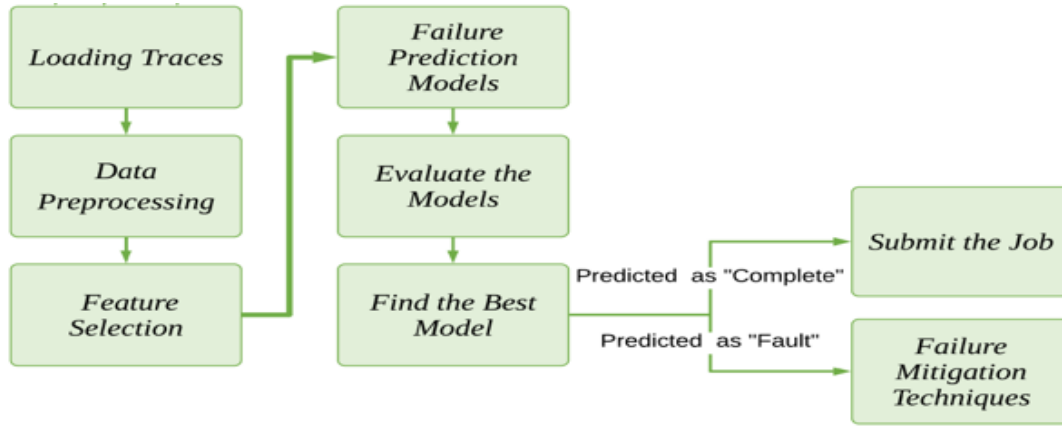 Loading Traces
Data
Preprocessing
Feature
Selection
Failure
Prediction
Models
Evaluate the
Models
Find the Best
Model
Predicted as "Complete"
Predicted as "Fault"
Submit the Job
Failure
Mitigation
Techniques